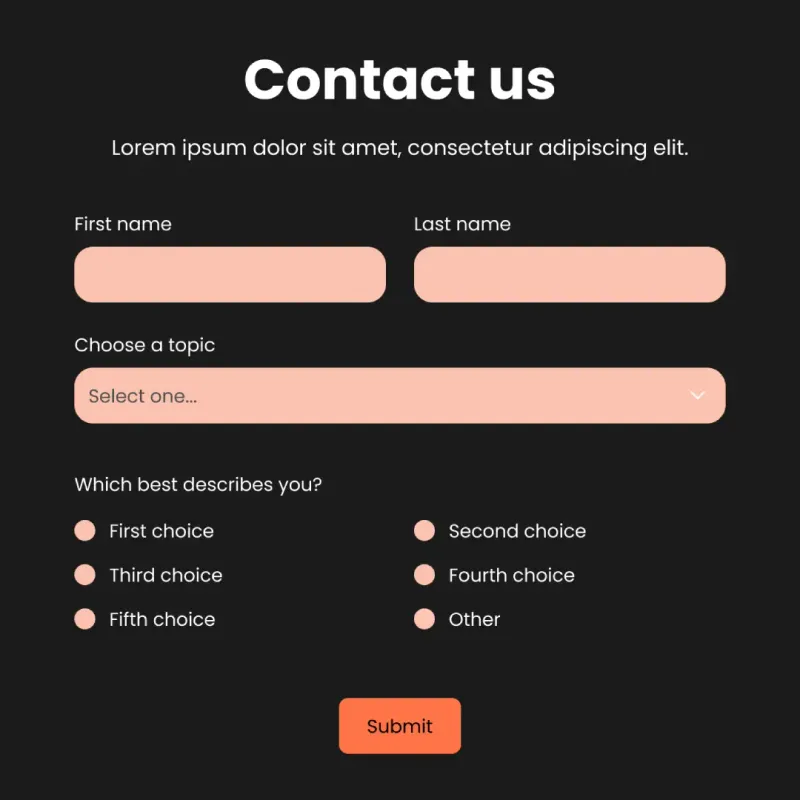 Contact us
Lorem ipsum dolor sit amet, consectetur adipiscing elit.
First name
Last name
Choose a topic
Select one...
Which best describes you?
First choice
Second choice
Third choice
Fourth choice
Fifth choice
Other
Submit